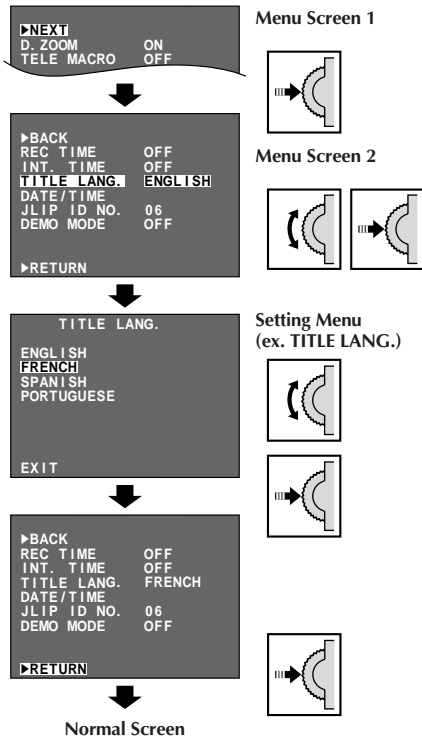 Menu Screen 1
▶NEXT
D. ZOOM ON
TELE MACRO OFF
Menu Screen 2
▶BACK
REC TIME OFF
INT. TIME OFF
TITLE LANG. ENGLISH
DATE/TIME
JLIP ID NO. 06
DEMO MODE OFF
▶RETURN
Setting Menu
(ex. TITLE LANG.)
TITLE LANG.
ENGLISH
FRENCH
SPANISH
PORTUGUESE
EXIT
▶BACK
REC TIME OFF
INT. TIME OFF
TITLE LANG. FRENCH
DATE/TIME
JLIP ID NO. 06
DEMO MODE OFF
▶RETURN
Normal Screen